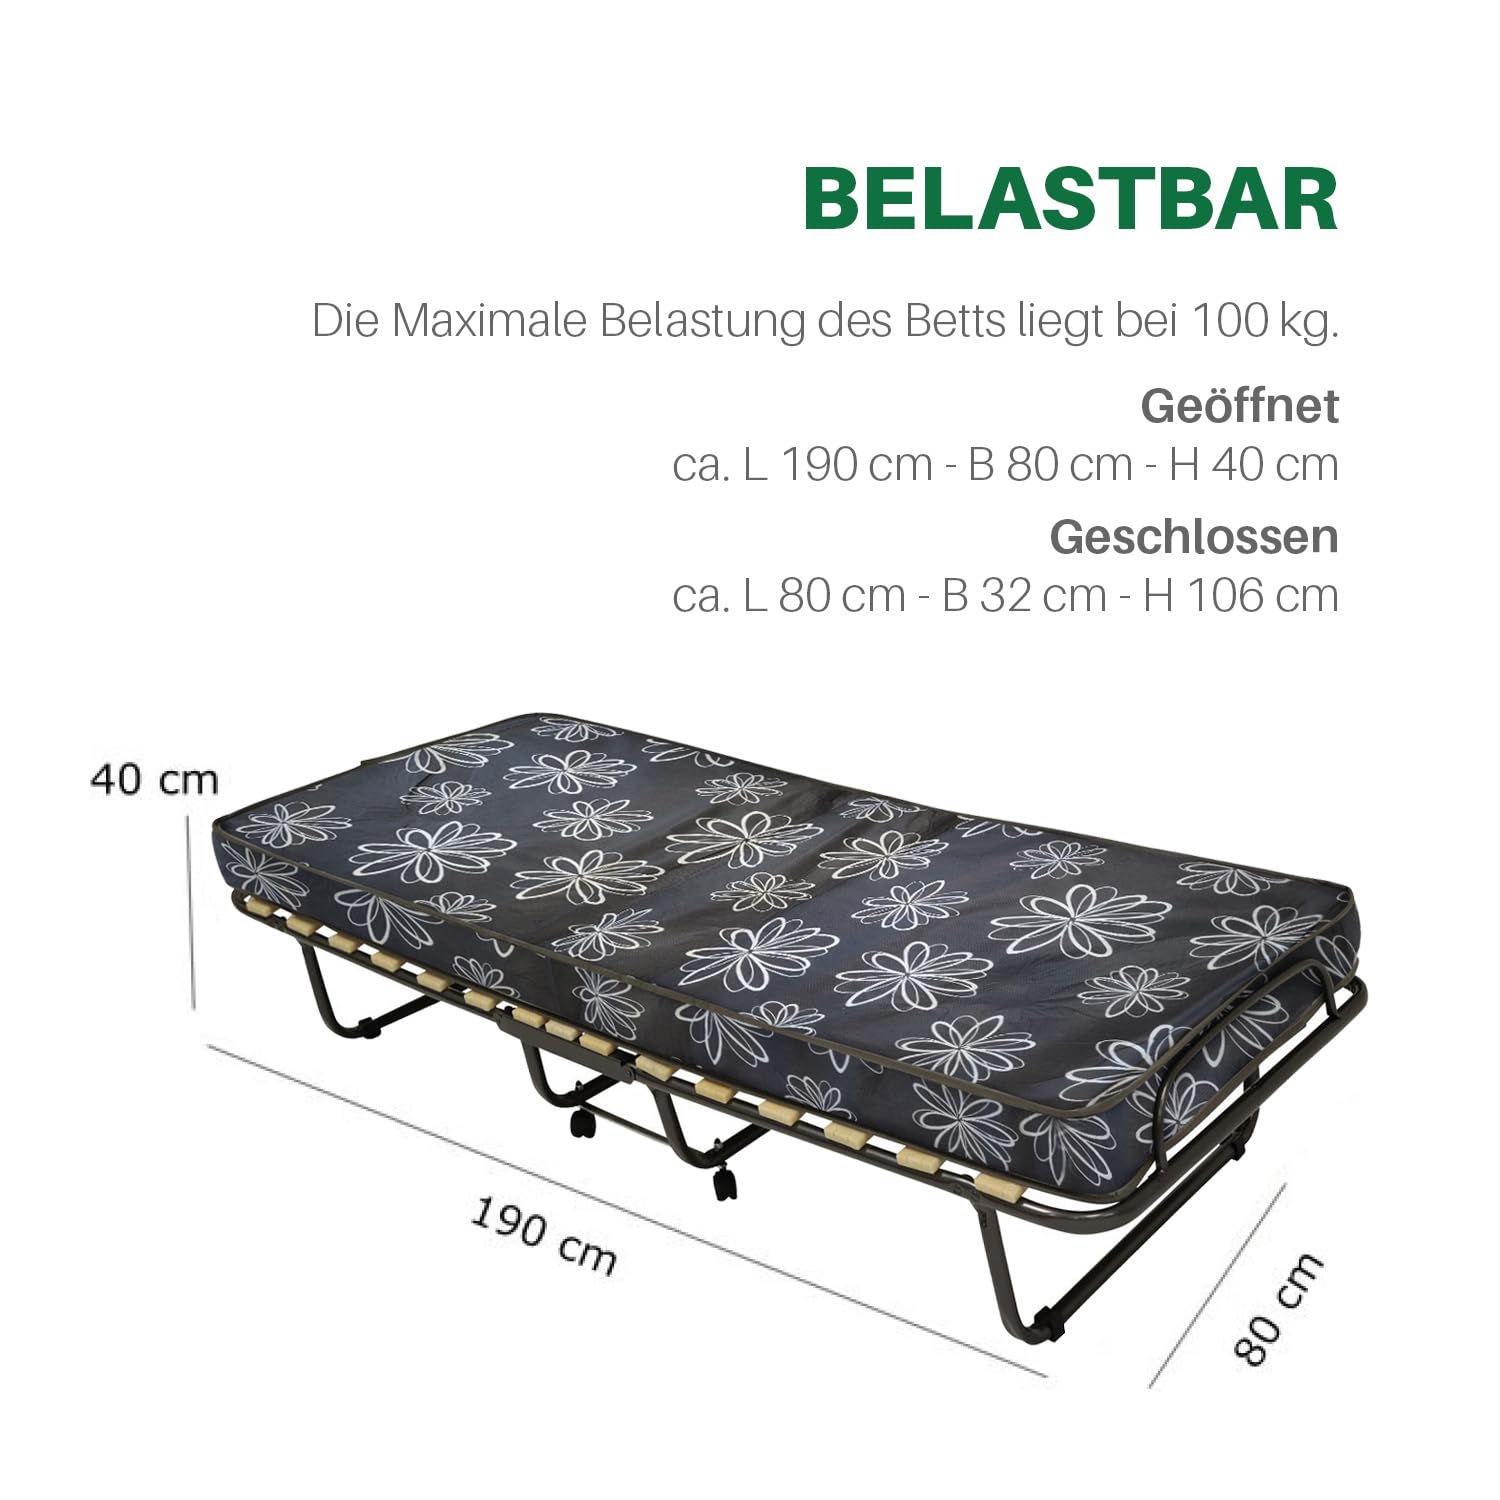 BELASTBAR
Die Maximale Belastung des Betts liegt bei 100 kg.
Geöffnet
ca. L 190 cm - B 80 cm - H 40 cm
Geschlossen
ca. L 80 cm - B 32 cm - H 106 cm
40 cm
190 cm
80 cm